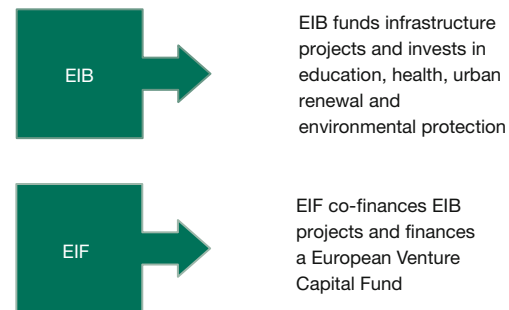 EIB
EIB funds infrastructure
projects and invests in
education, health, urban
renewal and
environmental protection
EIF
EIF co-finances EIB
projects and finances
a European Venture
Capital Fund